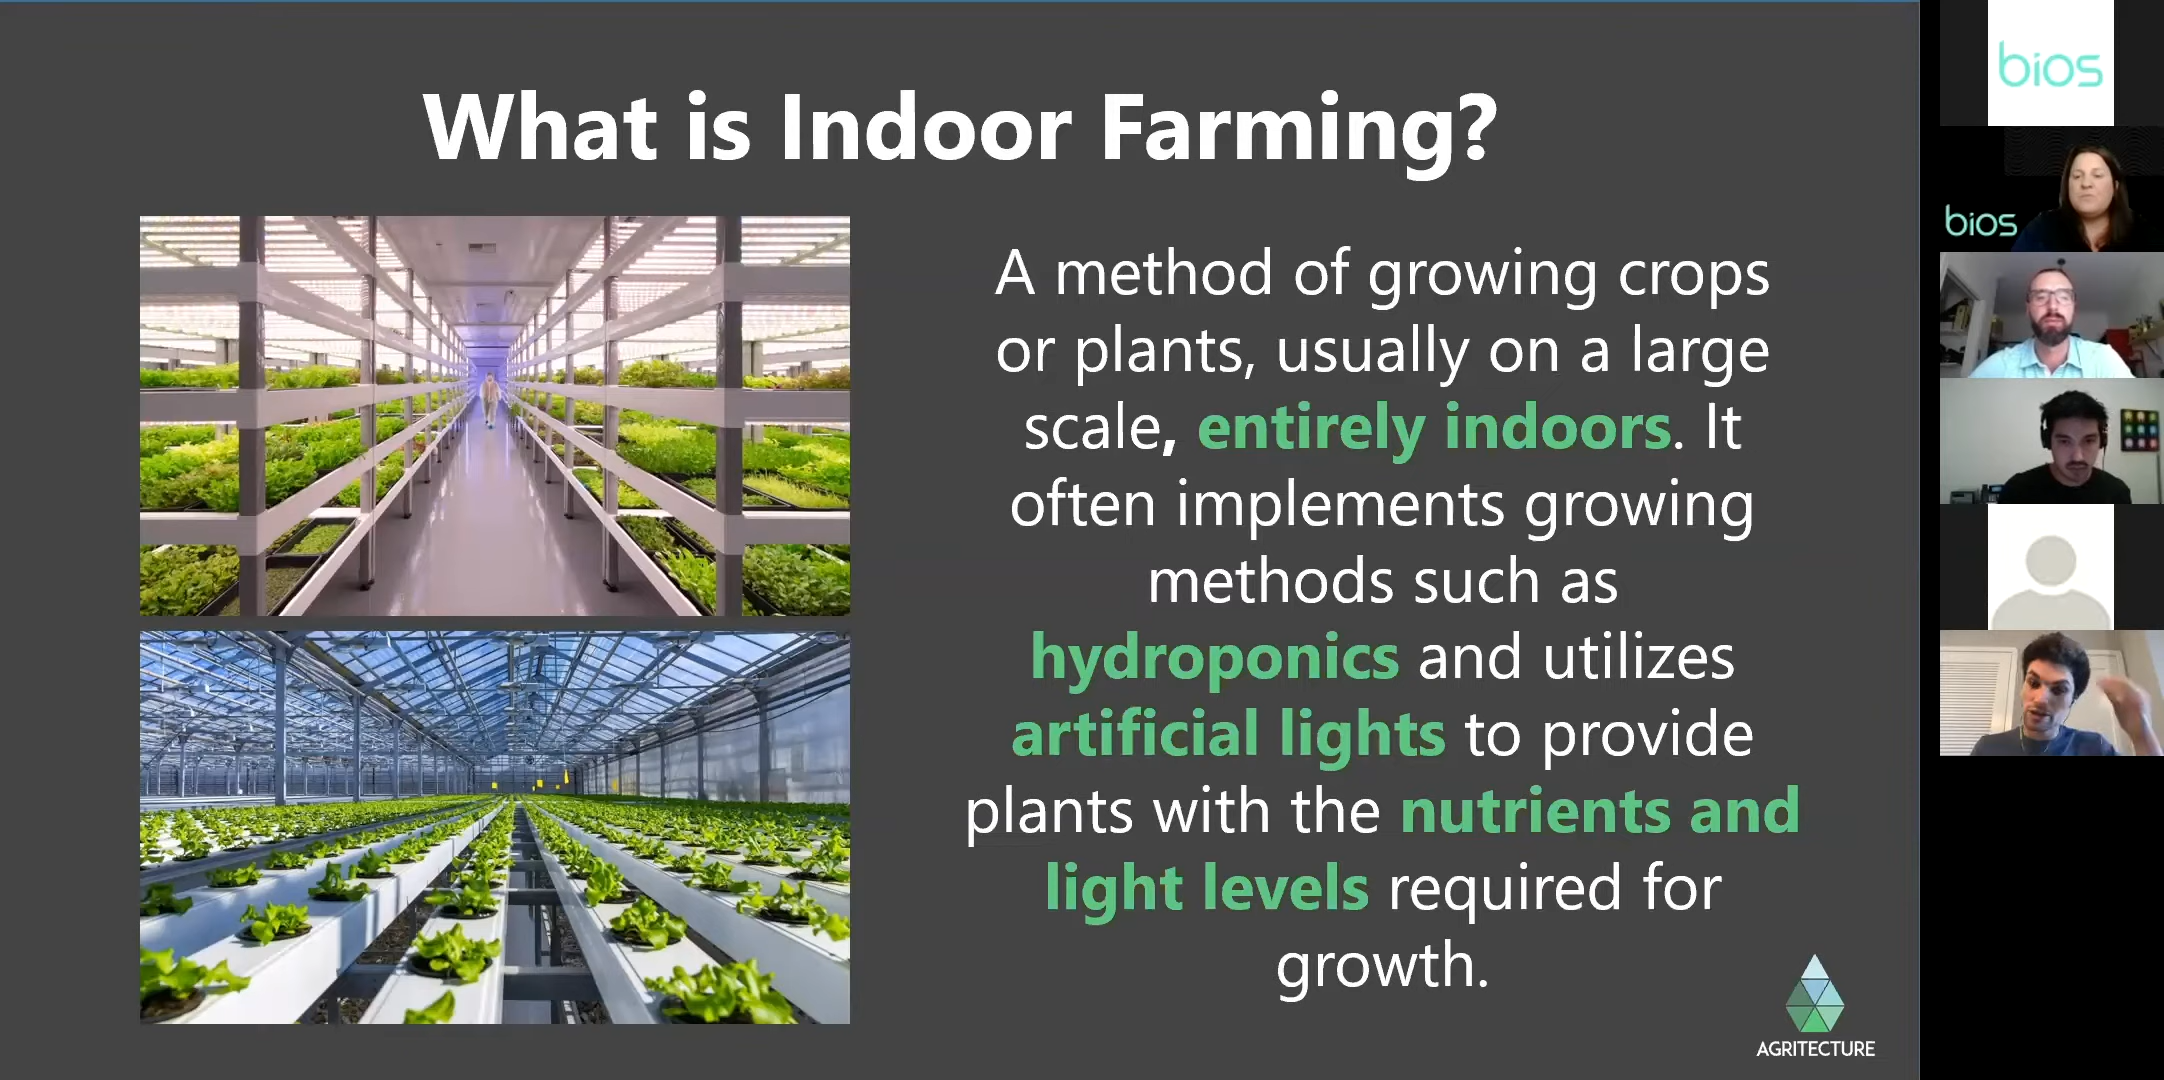 What is Indoor Farming?
A method of growing crops
or plants, usually on a large
scale, entirely indoors. It
often implements growing
methods such as
hydroponics and utilizes
artificial lights to provide
plants with the nutrients and
light levels required for
growth.
AGRITECTURE
bios
bios